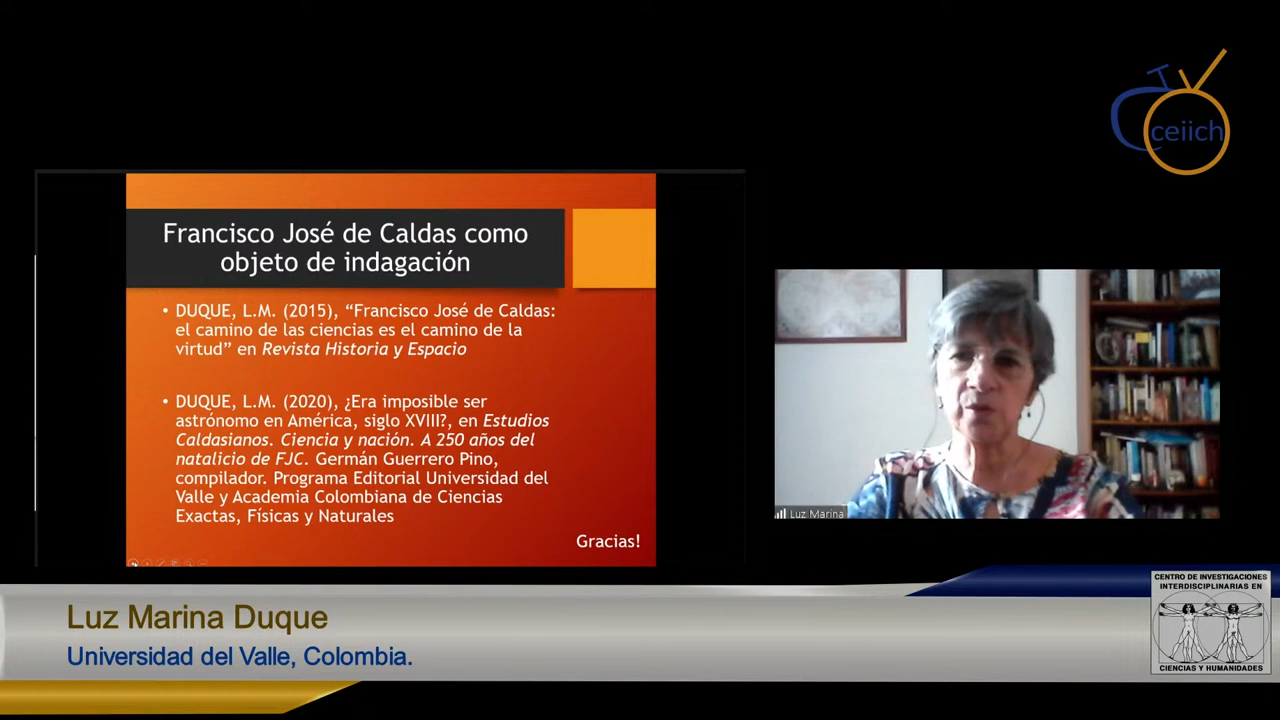 TV
ceiich
Francisco José de Caldas como
objeto de indagación
• DUQUE, L.M. (2015), “Francisco José de Caldas:
el camino de las ciencias es el camino de la
virtud” en Revista Historia y Espacio
• DUQUE, L.M. (2020), ¿Era imposible ser
astrónomo en América, siglo XVIII?, en Estudios
Caldasianos. Ciencia y nación. A 250 años del
natalicio de FJC. Germán Guerrero Pino,
compilador. Programa Editorial Universidad del
Valle y Academia Colombiana de Ciencias
Exactas, Físicas y Naturales
Gracias!
Luz Marina
Luz Marina Duque
Universidad del Valle, Colombia.
CENTRO DE INVESTIGACIONES
INTERDISCIPLINARIAS EN
CIENCIAS Y HUMANIDADES